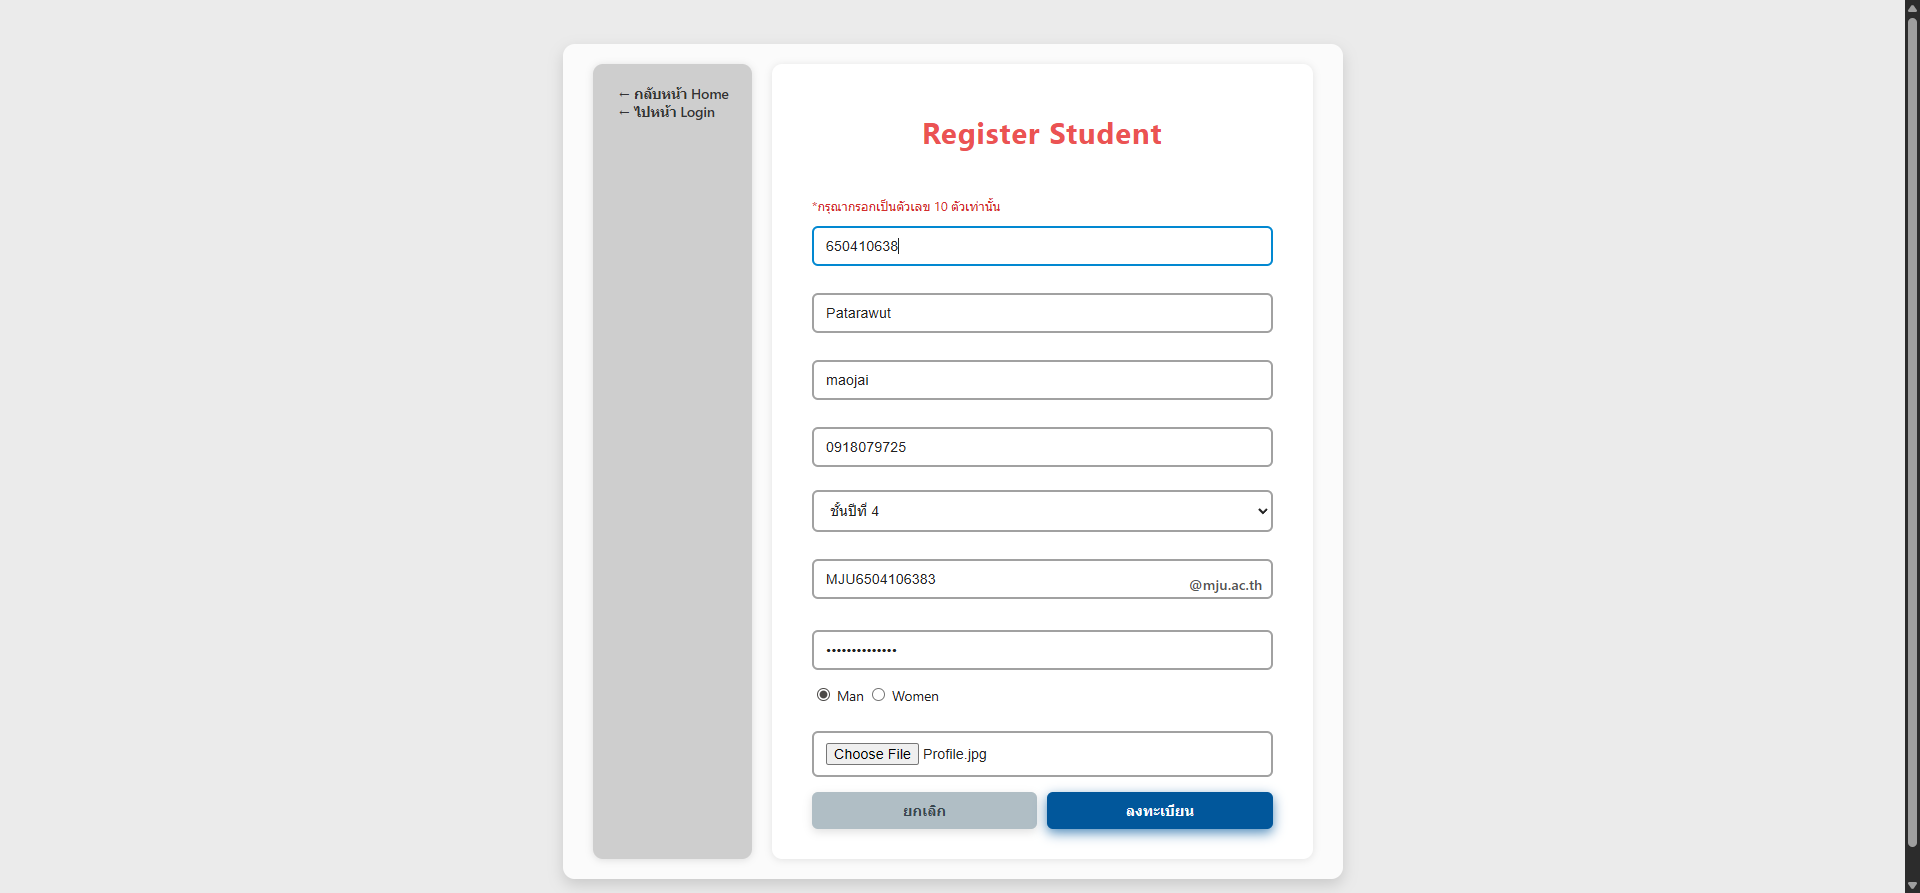 ← กลับหน้า Home
← ไปหน้า Login
Register Student
*กรุณากรอกเป็นตัวเลข 10 ตัวเท่านั้น
650410638
Patarawut
maojai
0918079725
ชั้นปีที่ 4
MJU6504106383 @mju.ac.th
••••••••••••••
Man Women
Choose File Profile.jpg
ยกเลิก ลงทะเบียน